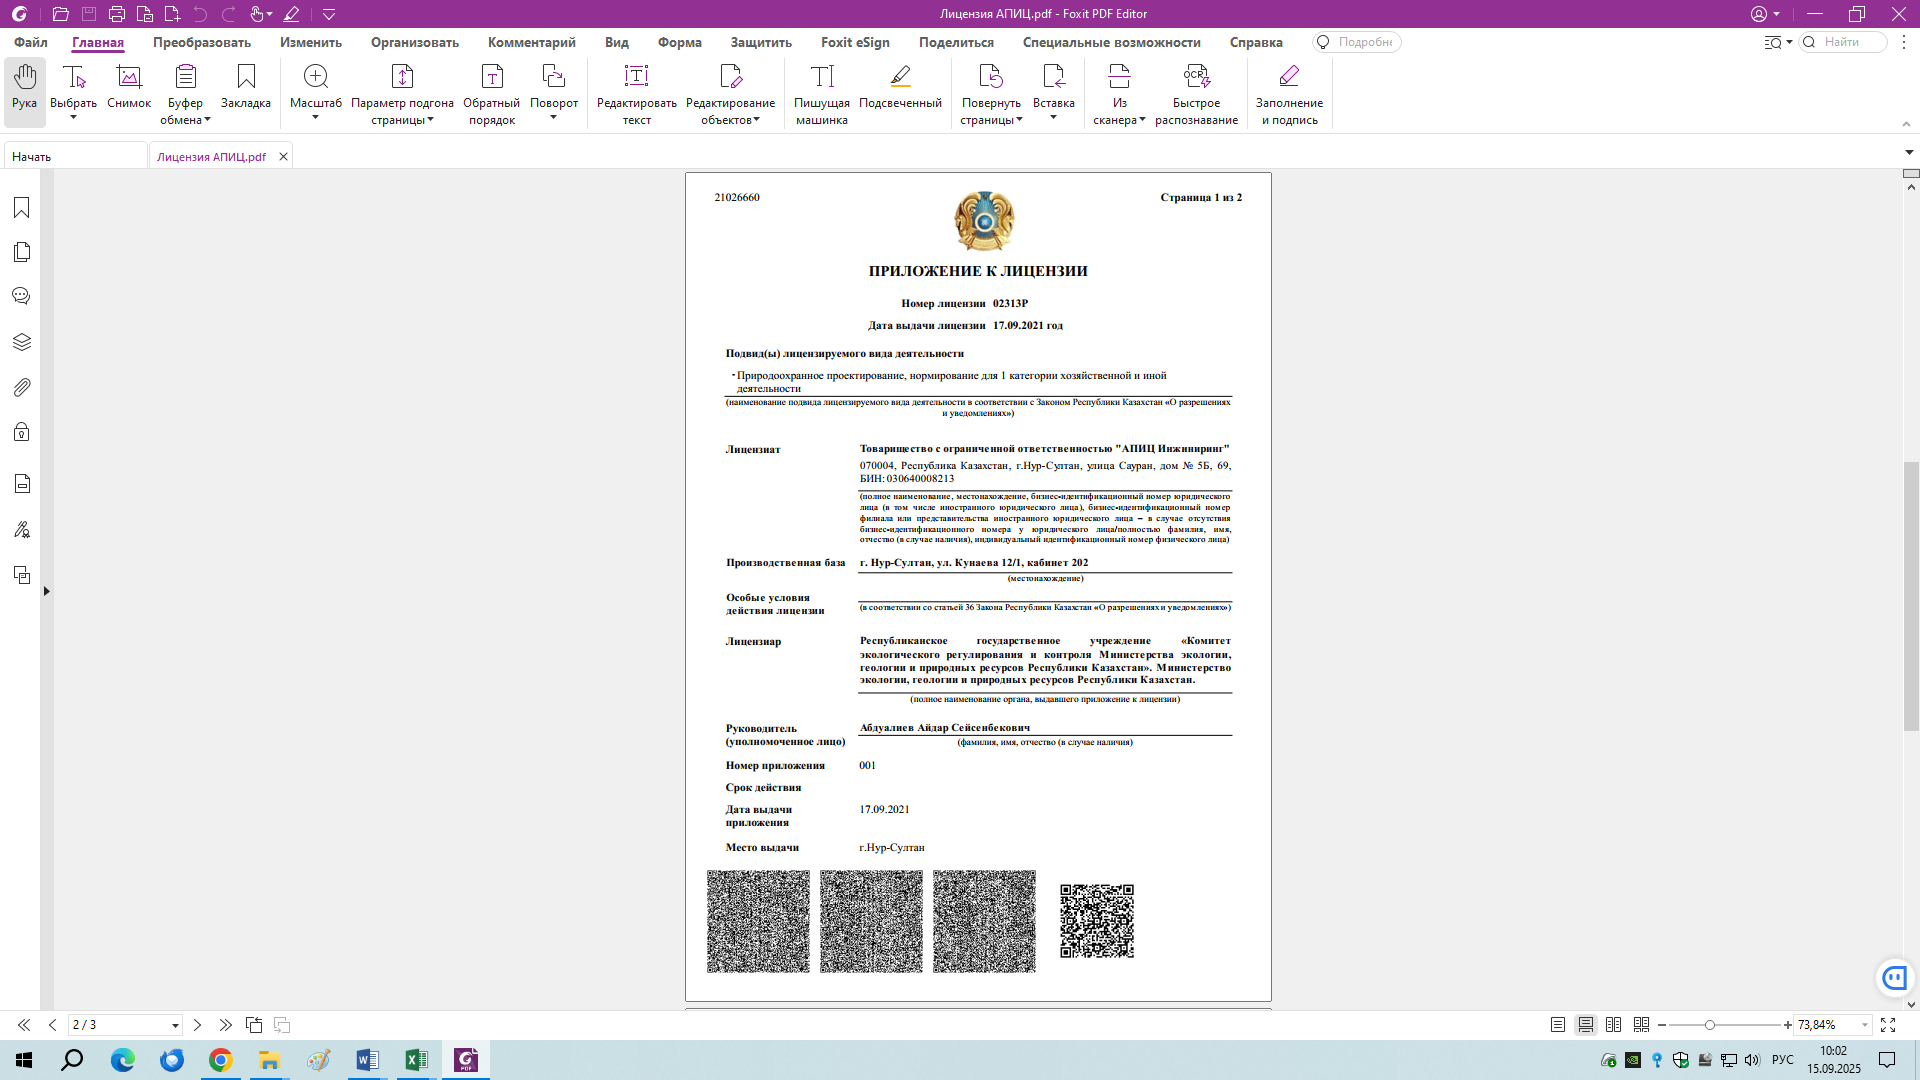 Лицензия АПИЦ.pdf - Foxit PDF Editor
Файл Главная Преобразовать Изменить Организовать Комментарий Вид Форма Защитить Foxit eSign Поделиться Специальные возможности Справка Подробне Найти
Рука
Выбрать
Снимок
Буфер
обмена
Закладка
Масштаб
Параметр подгона
страницы
Обратный
порядок
Поворот
Редактировать
текст
Редактирование
объектов
Пишущая
машинка
Подсвеченный
Повернуть
страницы
Вставка
Из
сканера
OCR
Быстрое
распознавание
Заполнение
и подпись
Начать
Лицензия АПИЦ.pdf
21026660
Страница 1 из 2
ПРИЛОЖЕНИЕ К ЛИЦЕНЗИИ
Номер лицензии 02313Р
Дата выдачи лицензии 17.09.2021 год
Подвид(ы) лицензируемого вида деятельности
- Природоохранное проектирование, нормирование для 1 категории хозяйственной и иной
деятельности
(наименование подвида лицензируемого вида деятельности в соответствии с Законом Республики Казахстан «О разрешениях
и уведомлениях»)
Лицензиат
Товарищество с ограниченной ответственностью "АПИЦ Инжиниринг"
070004, Республика Казахстан, г.Нур-Султан, улица Сауран, дом № 5Б, 69,
БИН: 030640008213
(полное наименование, местонахождение, бизнес-идентификационный номер юридического
лица (в том числе иностранного юридического лица), бизнес-идентификационный номер
филиала или представительства иностранного юридического лица – в случае отсутствия
бизнес-идентификационного номера у юридического лица/полностью фамилия, имя,
отчество (в случае наличия), индивидуальный идентификационный номер физического лица)
Производственная база
г. Нур-Султан, ул. Кунаева 12/1, кабинет 202
(местонахождение)
Особые условия
действия лицензии
(в соответствии со статьей 36 Закона Республики Казахстан «О разрешениях и уведомлениях»)
Лицензиар
Республиканское государственное учреждение «Комитет
экологического регулирования и контроля Министерства экологии,
геологии и природных ресурсов Республики Казахстан». Министерство
экологии, геологии и природных ресурсов Республики Казахстан.
(полное наименование органа, выдавшего приложение к лицензии)
Руководитель
(уполномоченное лицо)
Абдуалиев Айдар Сейсенбекович
(фамилия, имя, отчество (в случае наличия)
Номер приложения
001
Срок действия
Дата выдачи
приложения
17.09.2021
Место выдачи
г.Нур-Султан
2 / 3
73,84%
РУС
10:02
15.09.2025